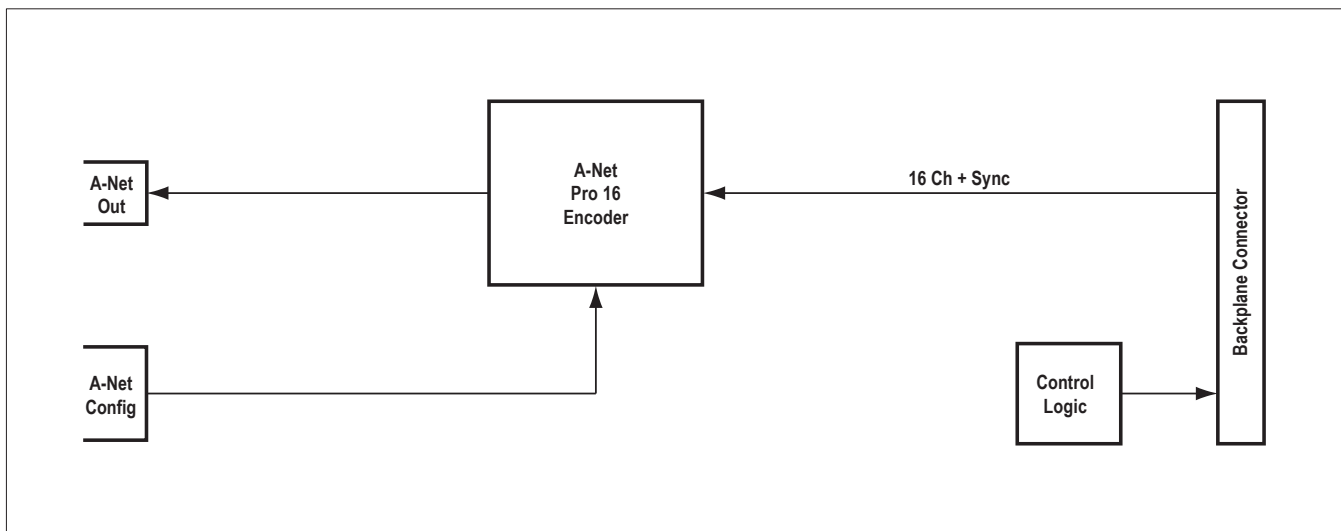 A-Net
Out
A-Net
Pro 16
Encoder
16 Ch + Sync
Backplane Connector
A-Net
Config
Control
Logic